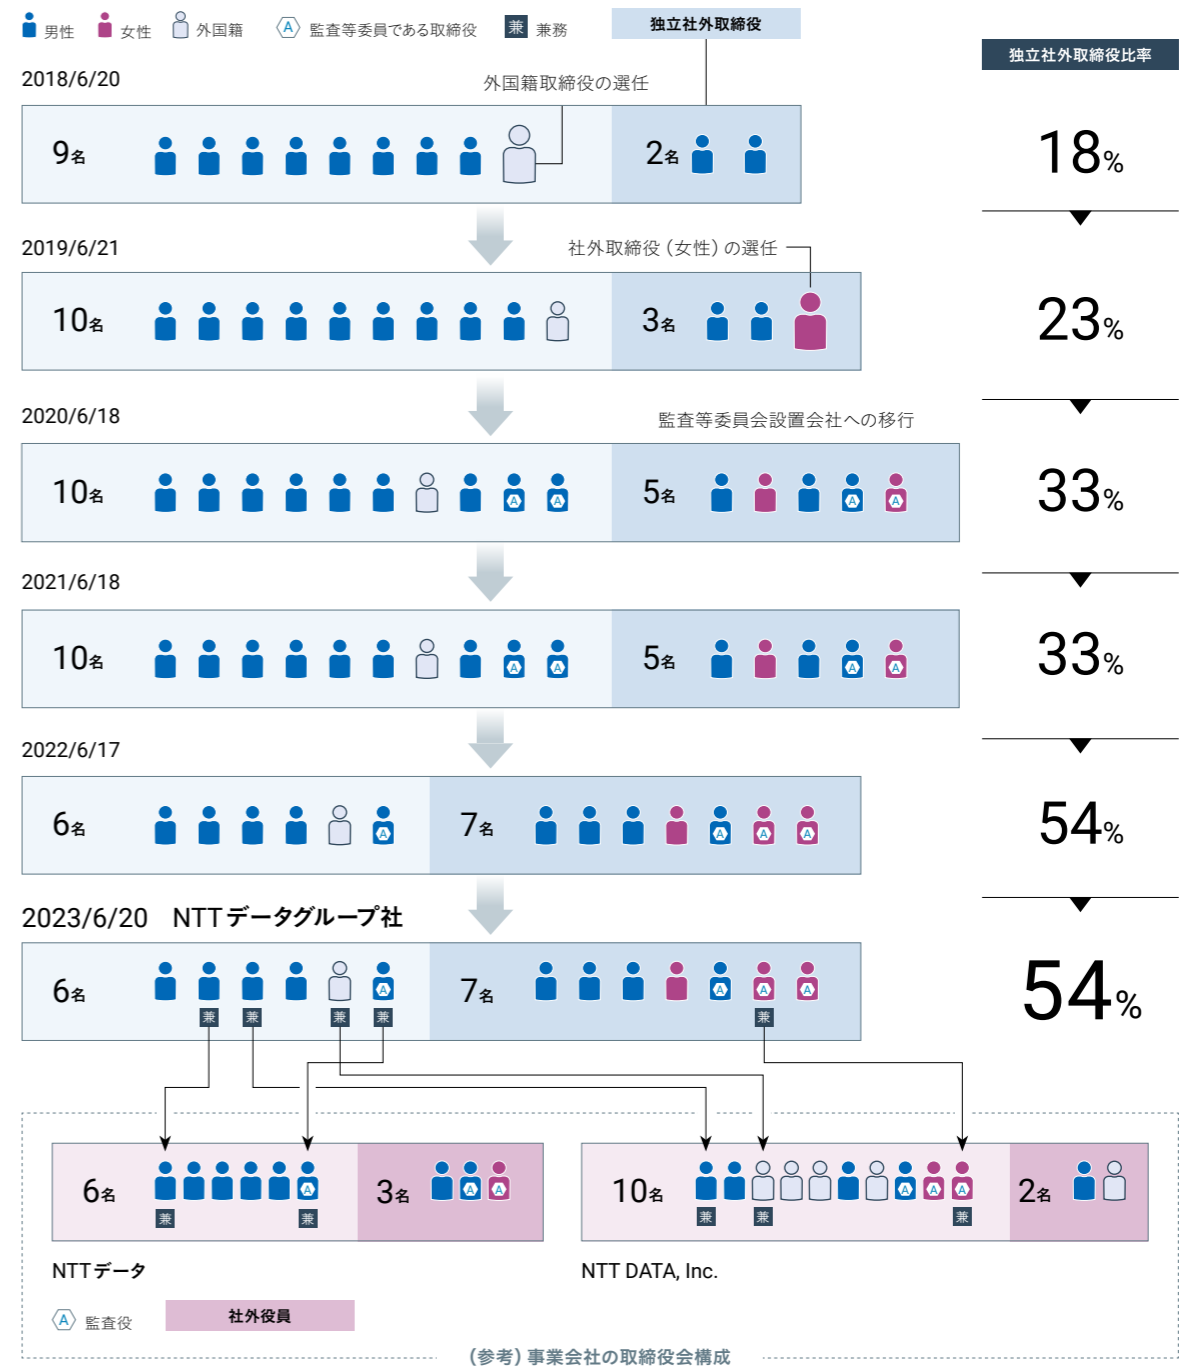 男性 女性 外国籍 A 監査等委員である取締役 兼 兼務 独立社外取締役
独立社外取締役比率
2018/6/20
外国籍取締役の選任
9名 2名 18%
2019/6/21
社外取締役（女性）の選任
10名 3名 23%
2020/6/18
監査等委員会設置会社への移行
10名 A A 5名 A A 33%
2021/6/18
10名 A A 5名 A A 33%
2022/6/17
6名 A 7名 A A A 54%
2023/6/20 NTTデータグループ社
6名 A 7名 A A A 54%
兼 兼 兼 兼 兼
6名 A 3名 A A 10名 A A A 2名
兼 兼 兼 兼 兼
NTTデータ NTT DATA, Inc.
A 監査役 社外役員
（参考）事業会社の取締役会構成